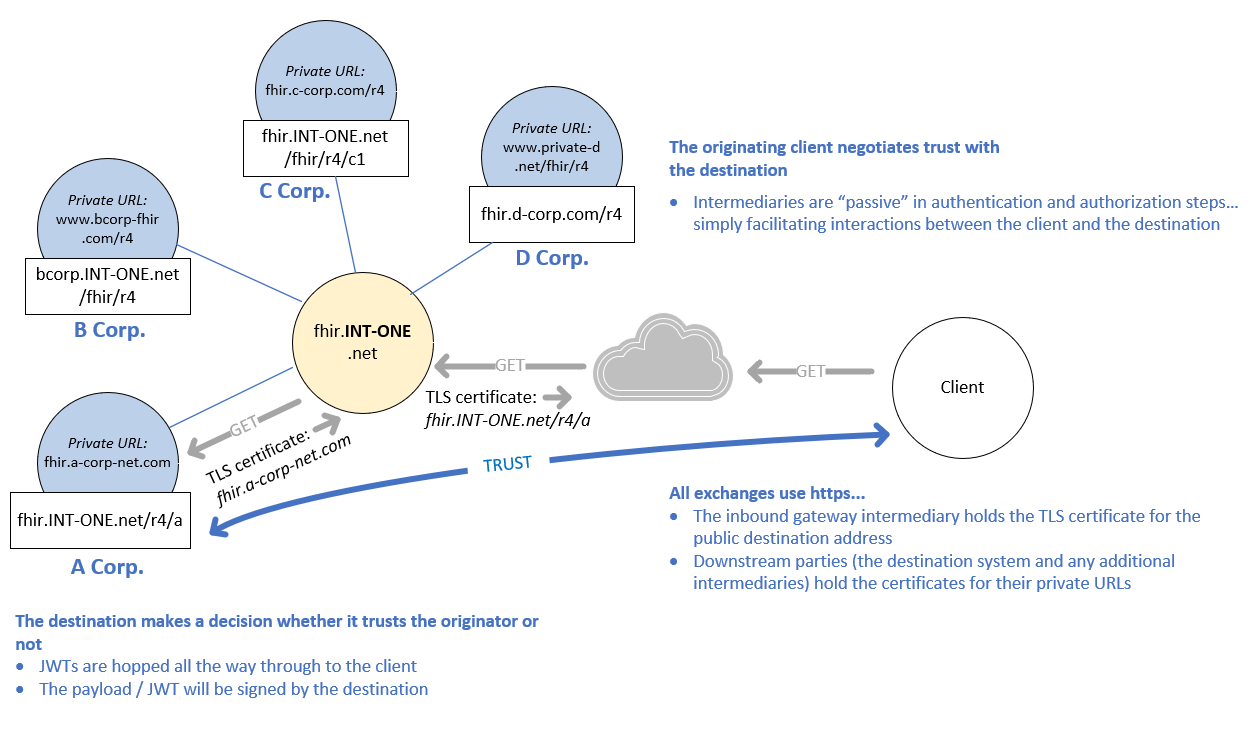 Private URL:
fhir.c-corp.com/r4
fhir.INT-ONE.net
/fhir/r4/c1
C Corp.
Private URL:
www.private-d
.net/fhir/r4
fhir.d-corp.com/r4
D Corp.
The originating client negotiates trust with
the destination
• Intermediaries are “passive” in authentication and authorization steps…
simply facilitating interactions between the client and the destination
Private URL:
www.bcorp-fhir
.com/r4
bcorp.INT-ONE.net
/fhir/r4
B Corp.
fhir.INT-ONE
.net
GET
GET
Client
TLS certificate:
fhir.INT-ONE.net/r4/a
GET
TLS certificate:
fhir.a-corp-net.com
Private URL:
fhir.a-corp-net.com
fhir.INT-ONE.net/r4/a
A Corp.
TRUST
All exchanges use https...
• The inbound gateway intermediary holds the TLS certificate for the
public destination address
• Downstream parties (the destination system and any additional
intermediaries) hold the certificates for their private URLs
The destination makes a decision whether it trusts the originator or
not
• JWTs are hopped all the way through to the client
• The payload / JWT will be signed by the destination